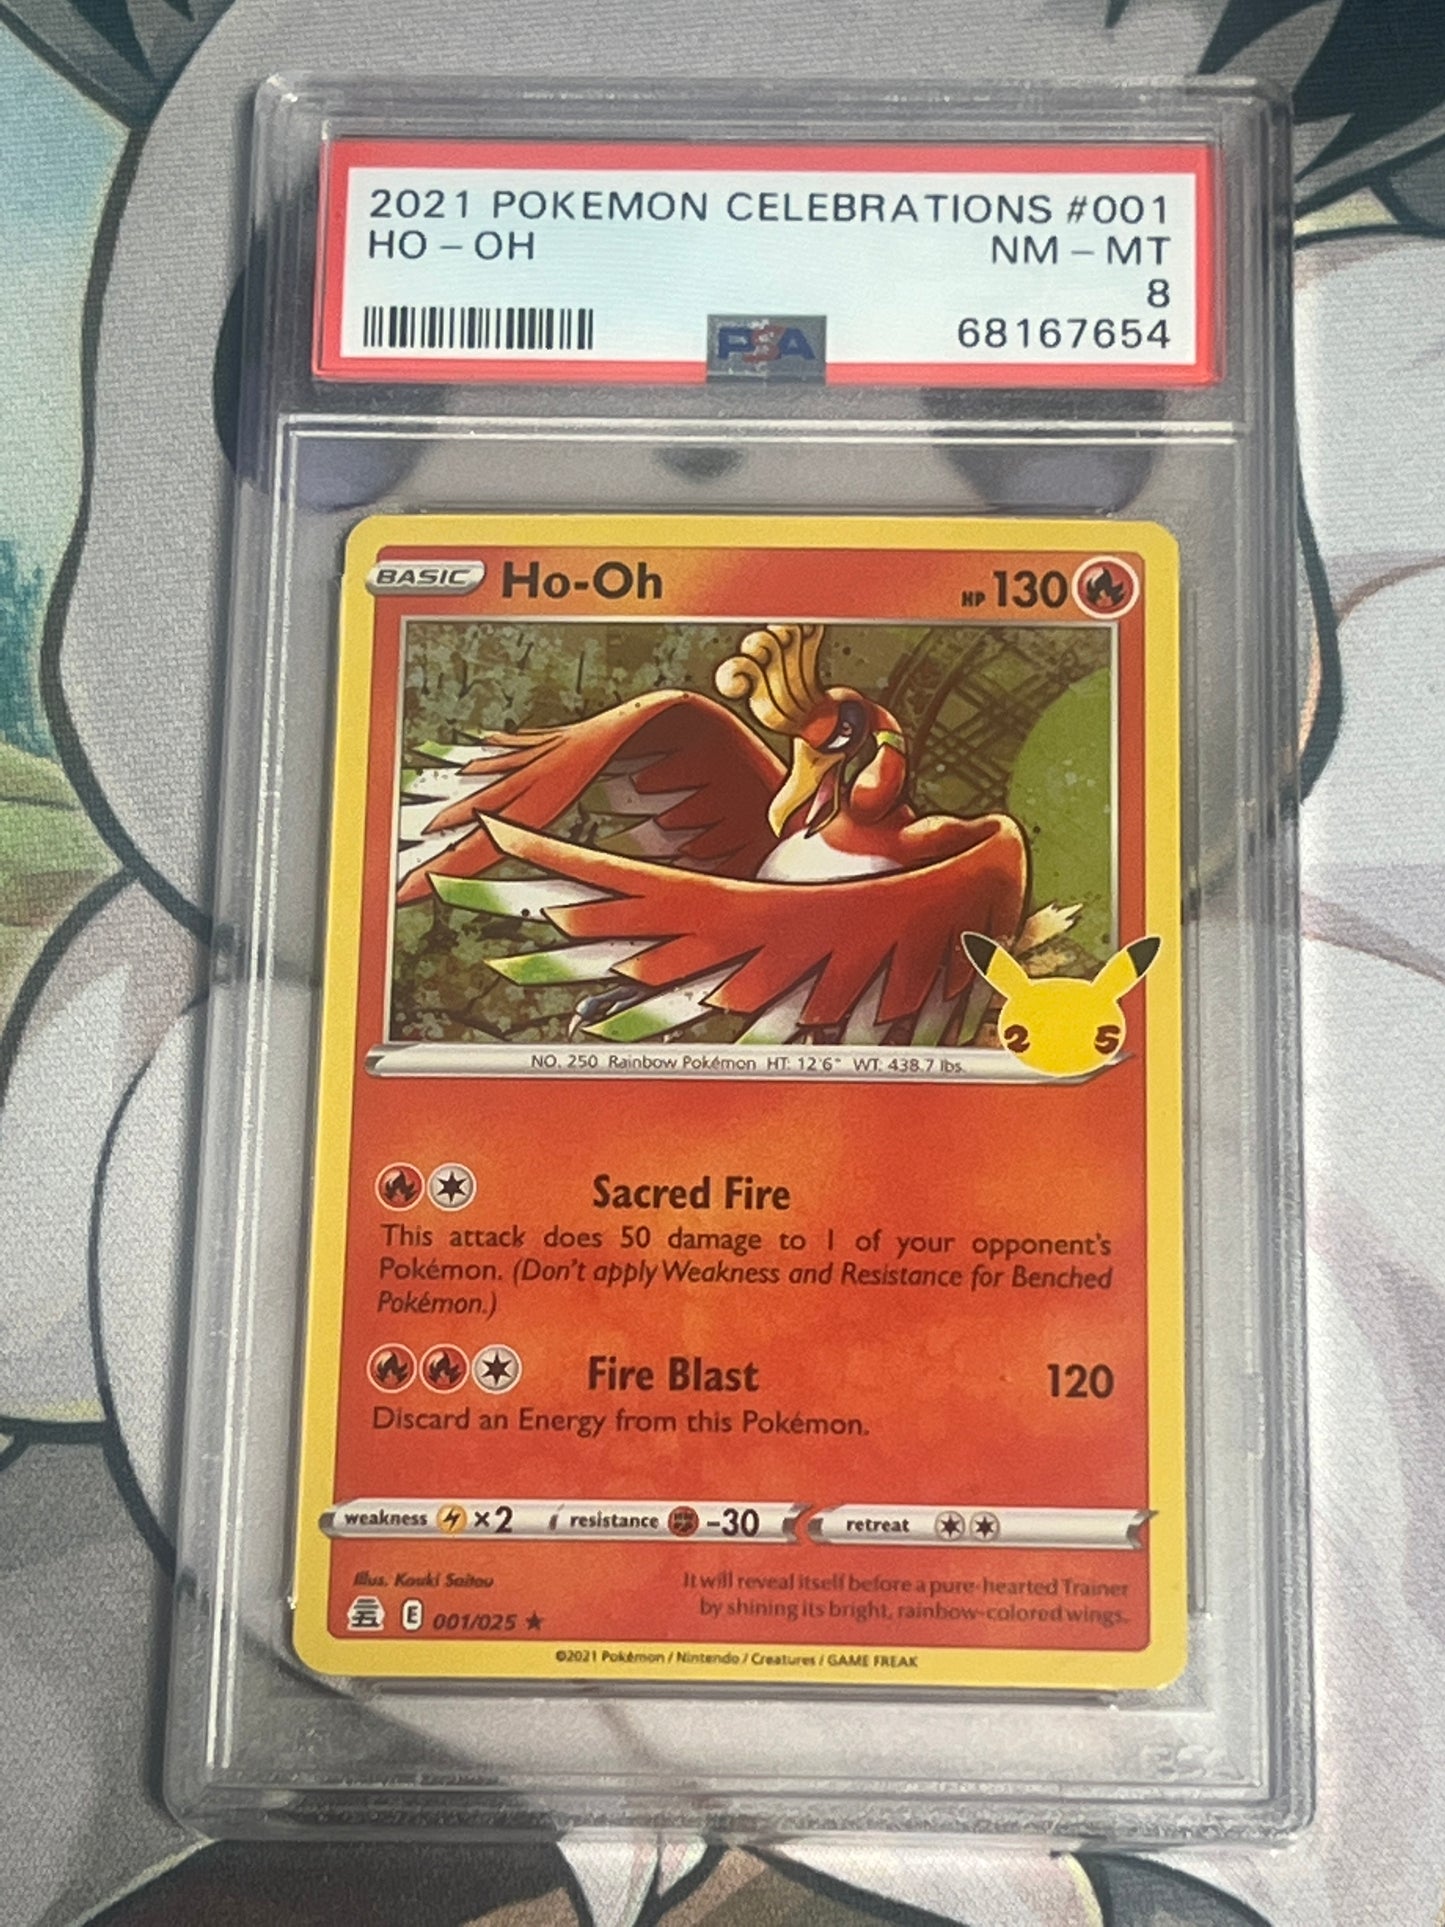 2021 POKEMON CELEBRATIONS #001
HO - OH NM - MT
8
PSA 68167654
BASIC Ho-Oh HP 130
25
NO. 250 Rainbow Pokémon HT: 12'6" WT: 438.7 lbs.
Sacred Fire
This attack does 50 damage to 1 of your opponent's
Pokémon. (Don't apply Weakness and Resistance for Benched
Pokémon.)
Fire Blast 120
Discard an Energy from this Pokémon.
weakness ×2 resistance -30 retreat
Illus. Kouki Saitou
It will reveal itself before a pure-hearted Trainer
by shining its bright, rainbow-colored wings.
E 001/025 ★
©2021 Pokémon / Nintendo / Creatures / GAME FREAK